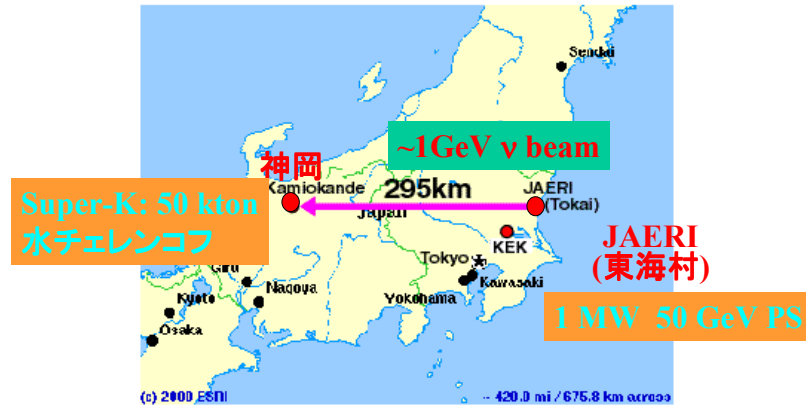 Sendai
~1GeV ν beam
神岡
Kamiokande
295km
JAERI
(Tokai)
Super-K: 50 kton
水チェレンコフ
Japan
KEK
JAERI
(東海村)
Tokyo
Kawasaki
Yokohama
Gifu
Nagoya
Kyoto
Osaka
1 MW 50 GeV PS
(c) 2000 ESRI
~ 420.0 mi / 675.8 km across